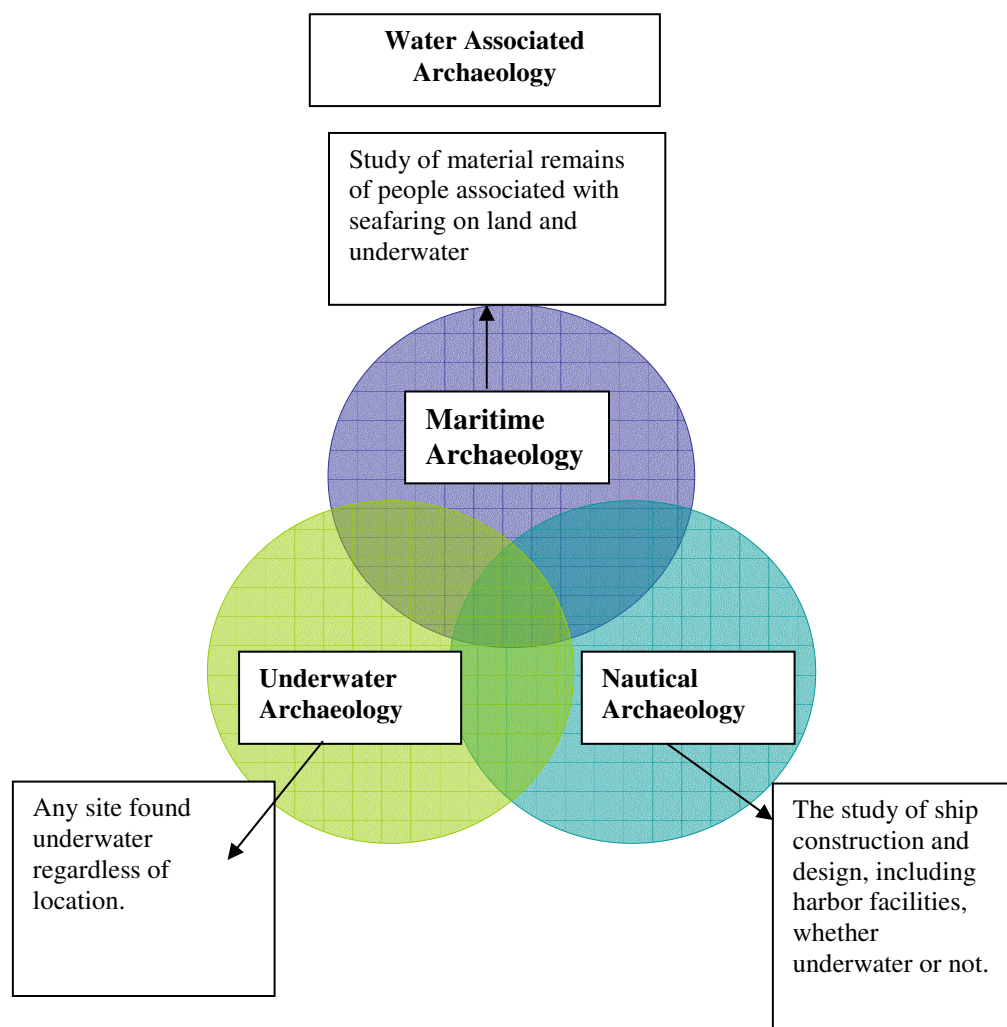 Water Associated
Archaeology
Study of material remains
of people associated with
seafaring on land and
underwater
Maritime
Archaeology
Underwater
Archaeology
Nautical
Archaeology
Any site found
underwater
regardless of
location.
The study of ship
construction and
design, including
harbor facilities,
whether
underwater or not.